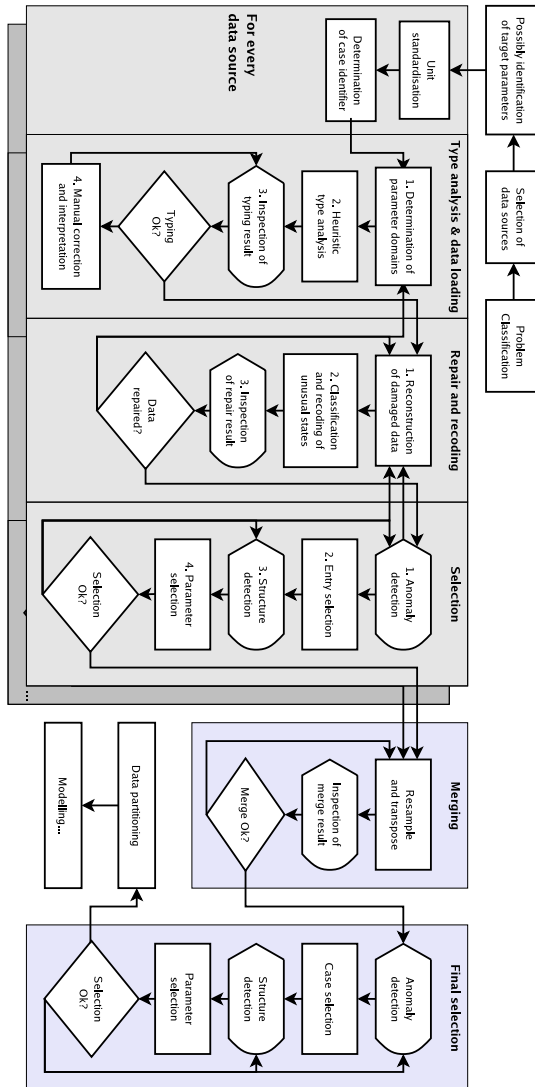 Problem
Classification
Selection of
data sources
Possibly identification
of target parameters
For every
data source
Unit
standardisation
Determination
of case identifier
Type analysis & data loading
1. Determination of
parameter domains
2. Heuristic
type analysis
3. Inspection of
typing result
Typing
Ok?
4. Manual correction
and interpretation
Repair and recoding
1. Reconstruction
of damaged data
2. Classification
and recoding of
unusual states
3. Inspection
of repair result
Data
repaired?
Selection
1. Anomaly
detection
2. Entry selection
3. Structure
detection
4. Parameter
selection
Selection
Ok?
...
Merging
Resample
and transpose
Inspection of
merge result
Merge Ok?
Final selection
Anomaly
detection
Case selection
Structure
detection
Parameter
selection
Selection
Ok?
Data partitioning
Modelling...